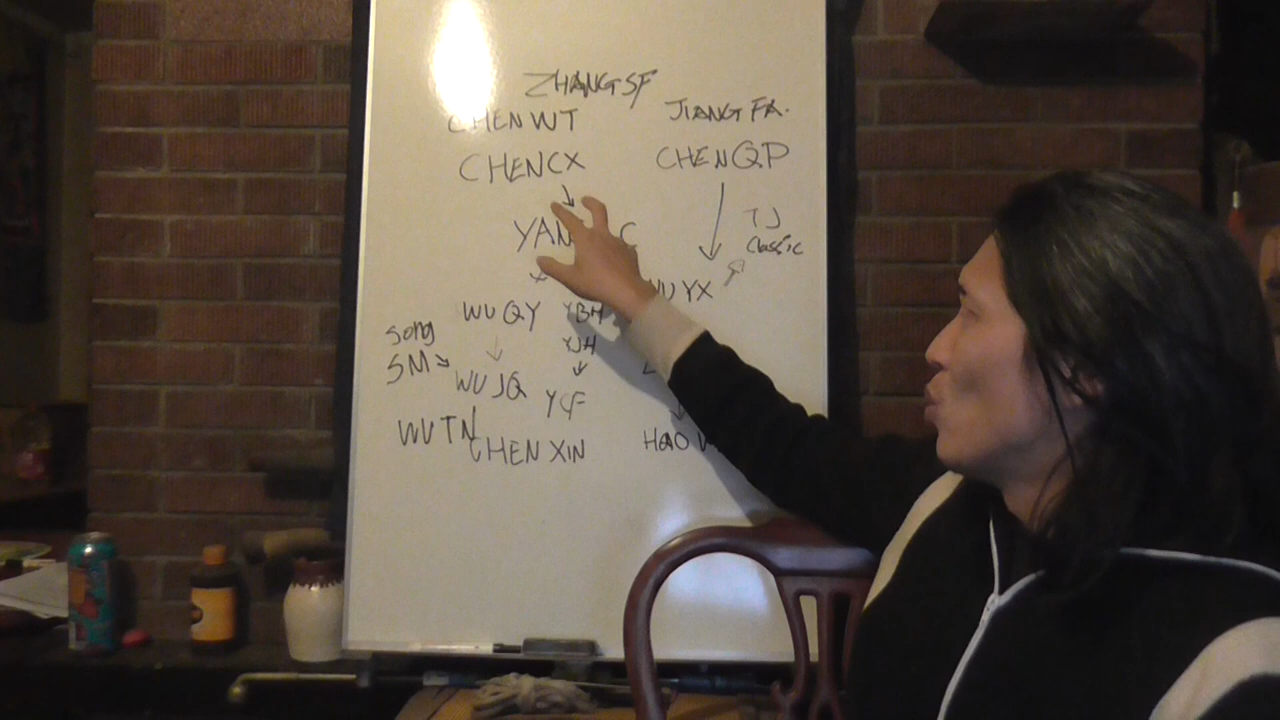 ZHANG SF
CHEN WT JIANG FA.
CHEN CX CHEN QP
TJ
Classic
WU YX
WU QY YBH
Song YJH
SM
WU JQ YCF
WU TN
CHEN XIN HAO